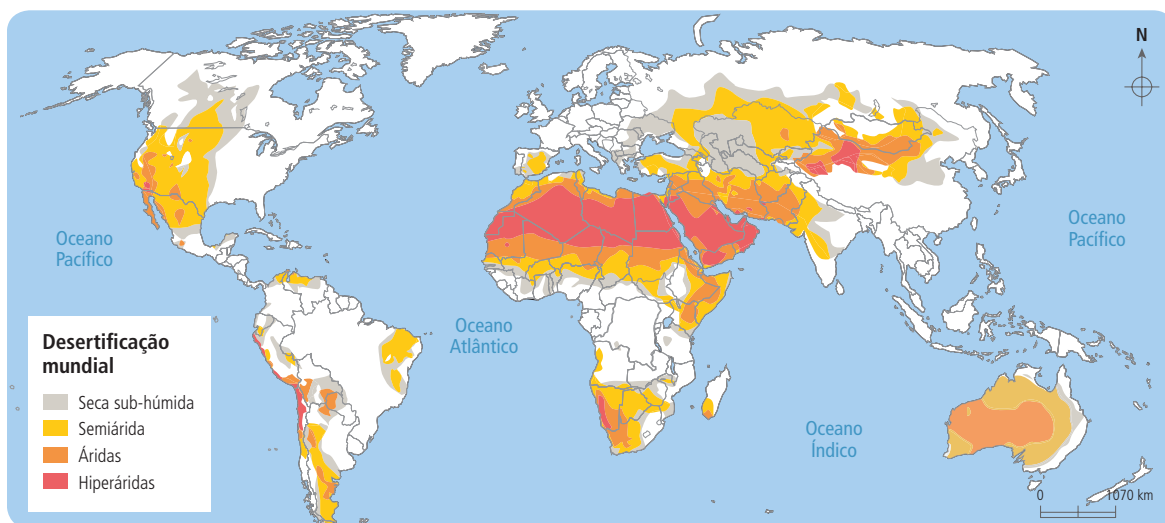 N
Oceano
Pacífico
Oceano
Pacífico
Oceano
Atlântico
Oceano
Índico
Desertificação
mundial
Seca sub-húmida
Semiárida
Áridas
Hiperáridas
0 1070 km